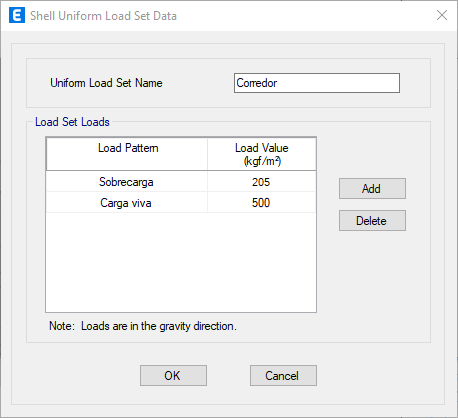 E Shell Uniform Load Set Data
Uniform Load Set Name Corredor
Load Set Loads
Load Pattern Load Value
(kgf/m²)
Sobrecarga 205
Carga viva 500
Add
Delete
Note: Loads are in the gravity direction.
OK Cancel